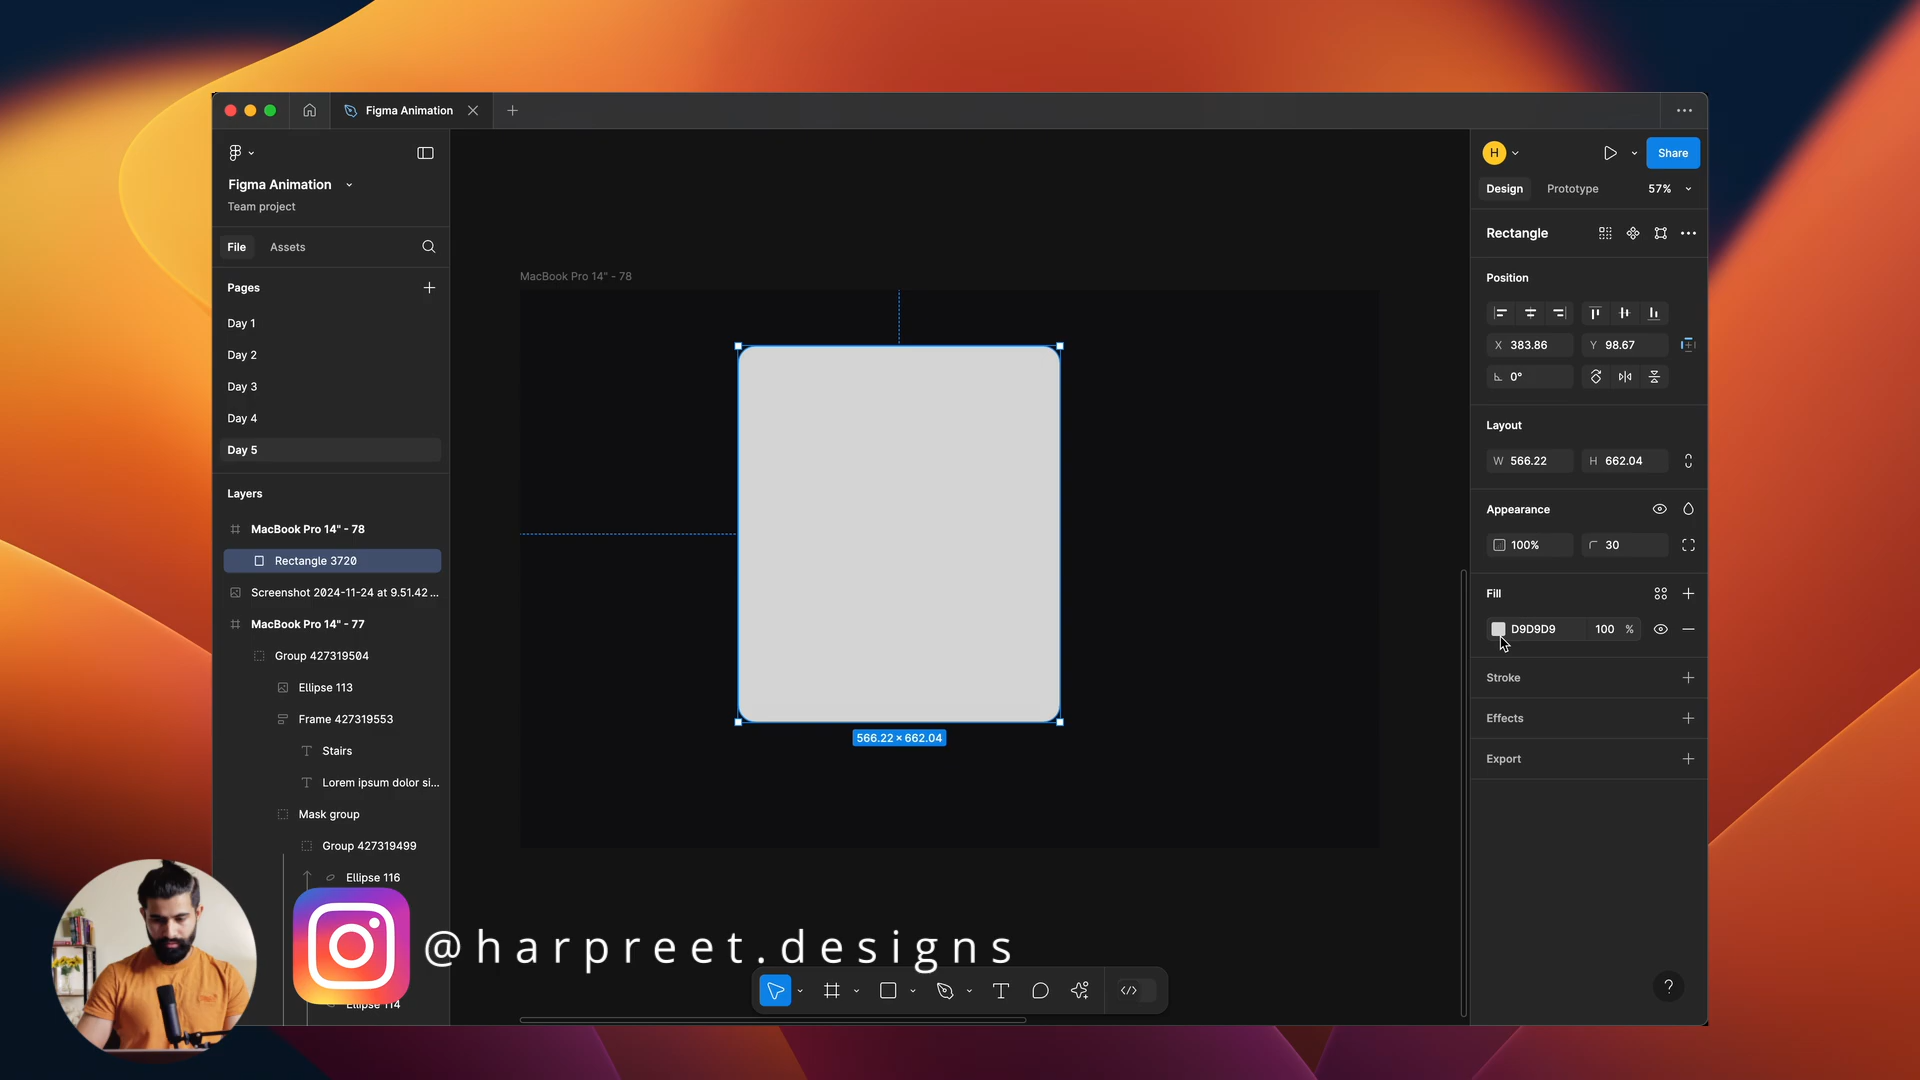 Figma Animation
Figma Animation
Team project
File
Assets
Pages
Day 1
Day 2
Day 3
Day 4
Day 5
Layers
MacBook Pro 14" - 78
Rectangle 3720
Screenshot 2024-11-24 at 9.51.42 ...
MacBook Pro 14" - 77
Group 427319504
Ellipse 113
Frame 427319553
Stairs
Lorem ipsum dolor si...
Mask group
Group 427319499
Ellipse 116
Ellipse 114
@harpreet.designs
MacBook Pro 14" - 78
566.22 × 662.04
H
Share
Design
Prototype
57%
Rectangle
Position
X 383.86
Y 98.67
0°
Layout
W 566.22
H 662.04
Appearance
100%
30
Fill
D9D9D9
100 %
Stroke
Effects
Export
?